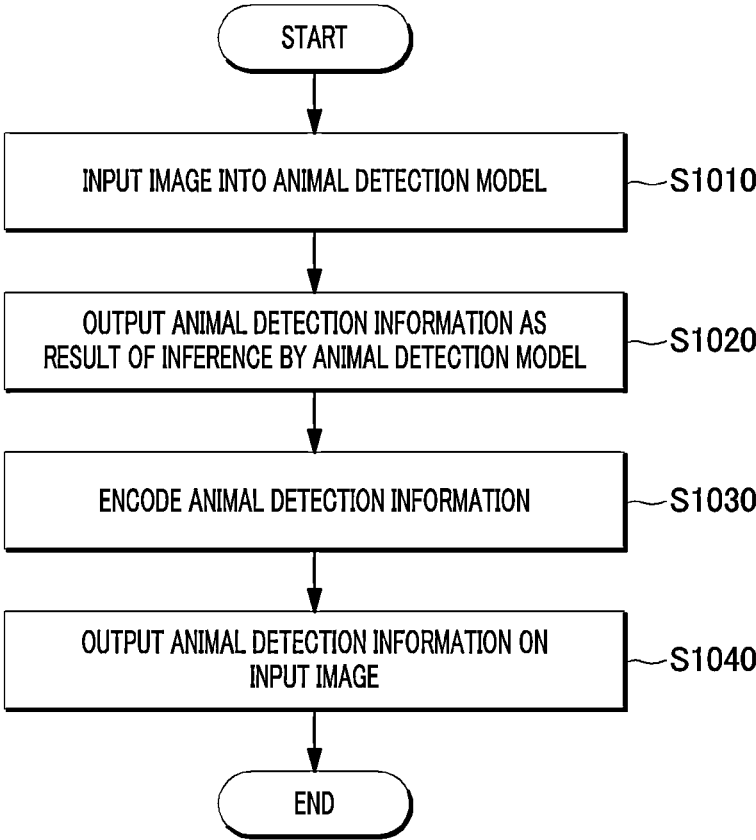 START
INPUT IMAGE INTO ANIMAL DETECTION MODEL
S1010
OUTPUT ANIMAL DETECTION INFORMATION AS
RESULT OF INFERENCE BY ANIMAL DETECTION MODEL
S1020
ENCODE ANIMAL DETECTION INFORMATION
S1030
OUTPUT ANIMAL DETECTION INFORMATION ON
INPUT IMAGE
S1040
END